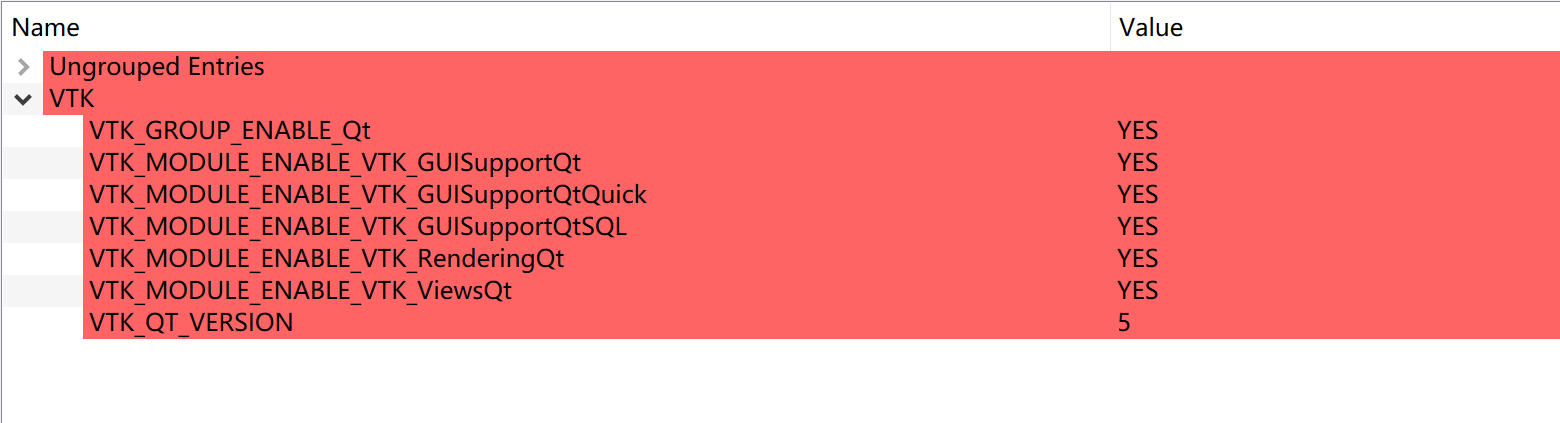 Name Value
Ungrouped Entries
VTK
VTK_GROUP_ENABLE_Qt YES
VTK_MODULE_ENABLE_VTK_GUISupportQt YES
VTK_MODULE_ENABLE_VTK_GUISupportQtQuick YES
VTK_MODULE_ENABLE_VTK_GUISupportQtSQL YES
VTK_MODULE_ENABLE_VTK_RenderingQt YES
VTK_MODULE_ENABLE_VTK_ViewsQt YES
VTK_QT_VERSION 5